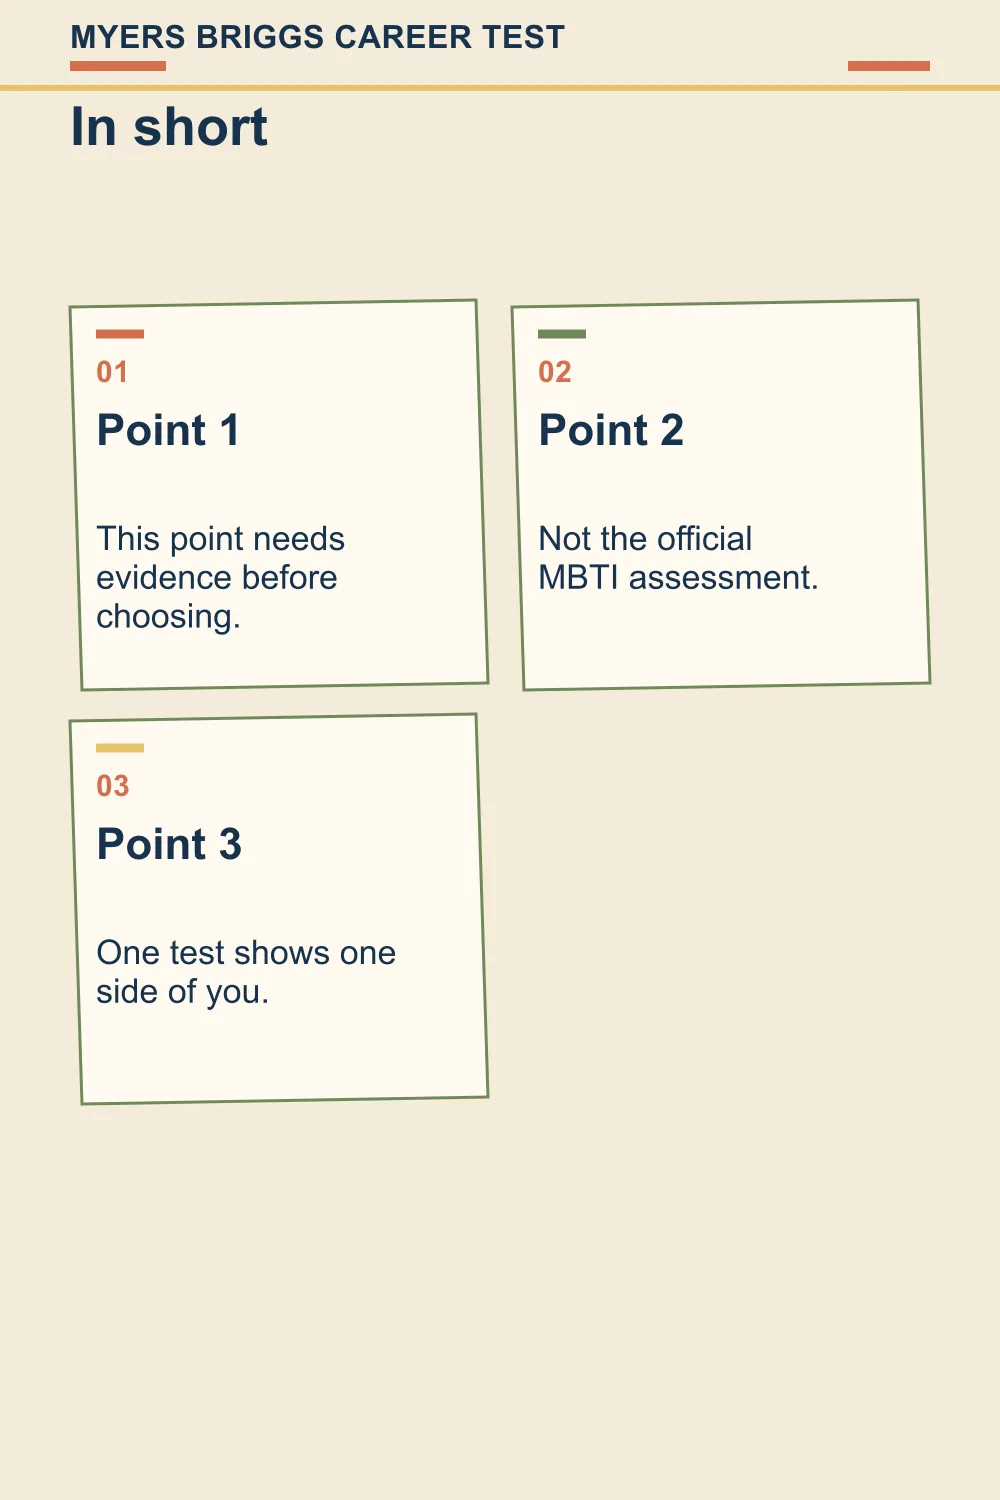 MYERS BRIGGS CAREER TEST
In short
01
Point 1
This point needs
evidence before
choosing.
02
Point 2
Not the official
MBTI assessment.
03
Point 3
One test shows one
side of you.